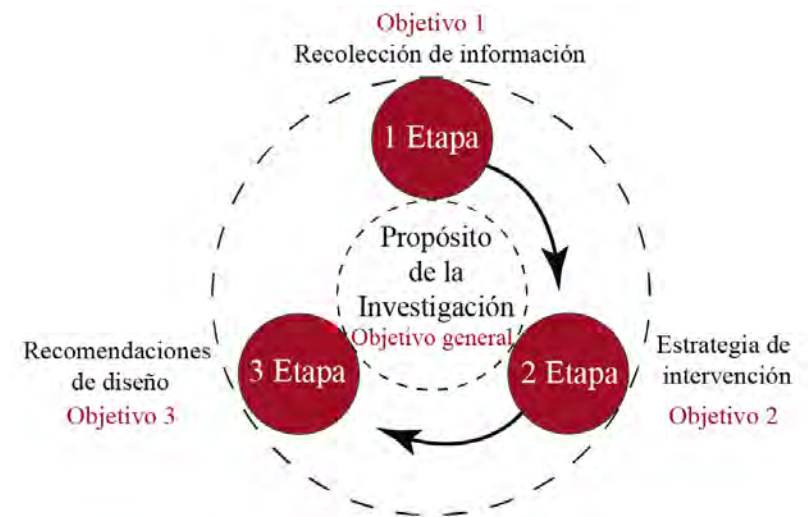 Objetivo 1
Recolección de información
1 Etapa
Propósito
de la
Investigación
Objetivo general
2 Etapa
Estrategia de
intervención
Objetivo 2
3 Etapa
Recomendaciones
de diseño
Objetivo 3